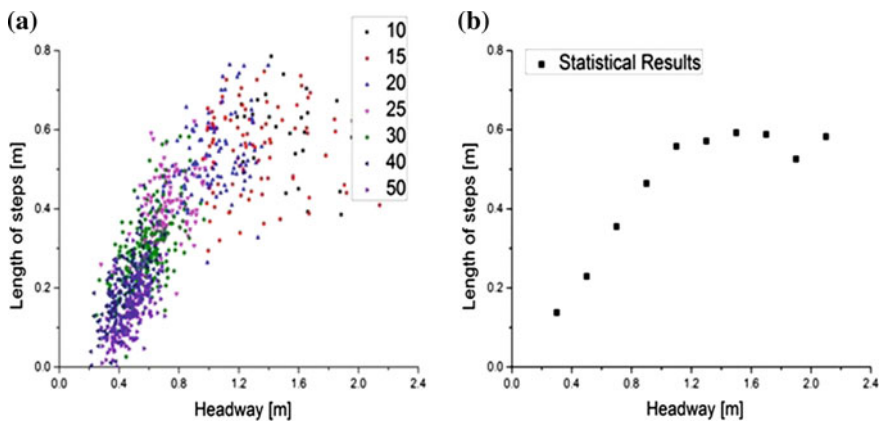 (a)
10
15
20
25
30
40
50
0.8
0.6
0.4
0.2
0.0
0.0 0.4 0.8 1.2 1.6 2.0 2.4
Length of steps [m]
Headway [m]
(b)
Statistical Results
0.8
0.6
0.4
0.2
0.0
0.0 0.4 0.8 1.2 1.6 2.0 2.4
Length of steps [m]
Headway [m]